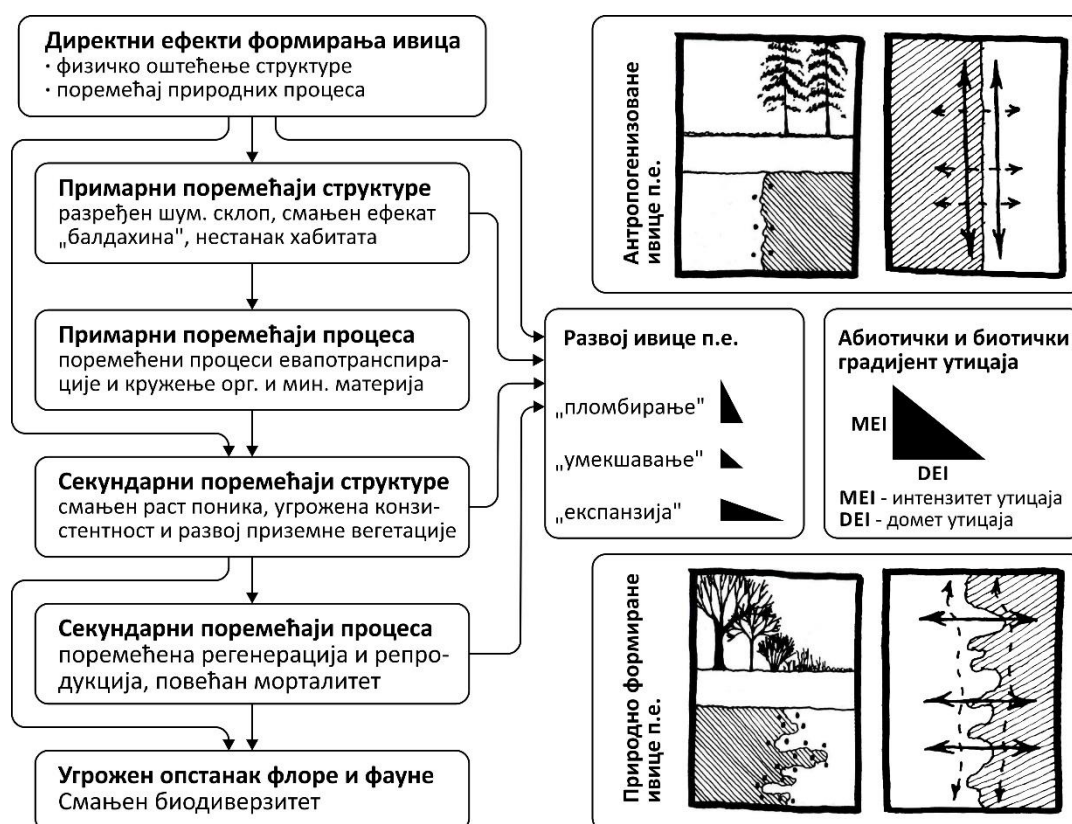 Директни ефекти формирања ивица
· физичко оштећење структуре
· поремећај природних процеса
Примарни поремећаји структуре
разређен шум. склоп, смањен ефекат
„балдахина", нестанак хабитата
Примарни поремећаји процеса
поремећени процеси евапотранспира-
ције и кружење орг. и мин. материја
Секундарни поремећаји структуре
смањен раст поника, угрожена конзи-
стентност и развој приземне вегетације
Секундарни поремећаји процеса
поремећена регенерација и репро-
дукција, повећан морталитет
Угрожен опстанак флоре и фауне
Смањен биодиверзитет
Антропогенизоване
ивице п.е.
Развој ивице п.е.
„пломбирање"
„умекшавање"
„експанзија"
Абиотички и биотички
градијент утицаја
MEI
DEI
MEI - интензитет утицаја
DEI - домет утицаја
Природно формиране
ивице п.е.